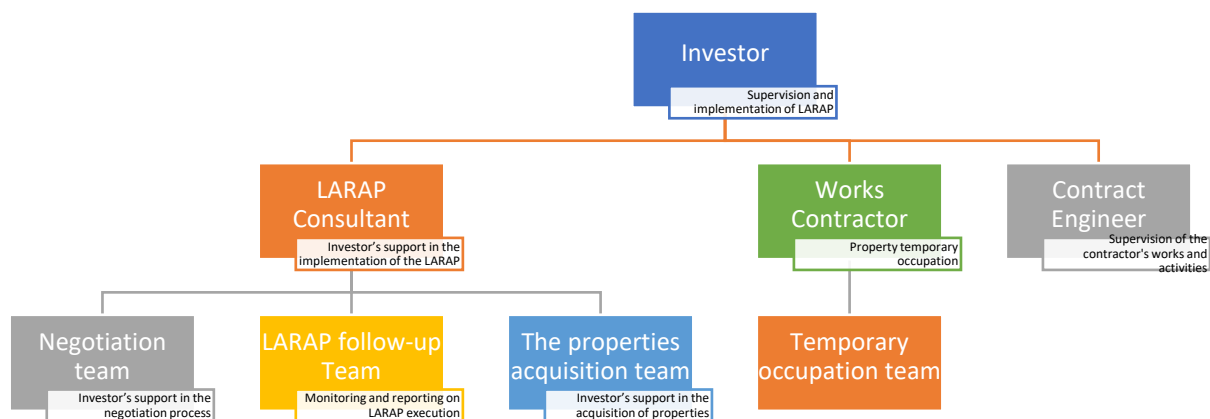 Investor
Supervision and
implementation of LARAP
LARAP
Consultant
Investor’s support in the
implementation of the LARAP
Works
Contractor
Property temporary
occupation
Contract
Engineer
Supervision of the
contractor's works and
activities
Negotiation
team
Investor’s support in the
negotiation process
LARAP follow-up
Team
Monitoring and reporting on
LARAP execution
The properties
acquisition team
Investor’s support in the
acquisition of properties
Temporary
occupation team